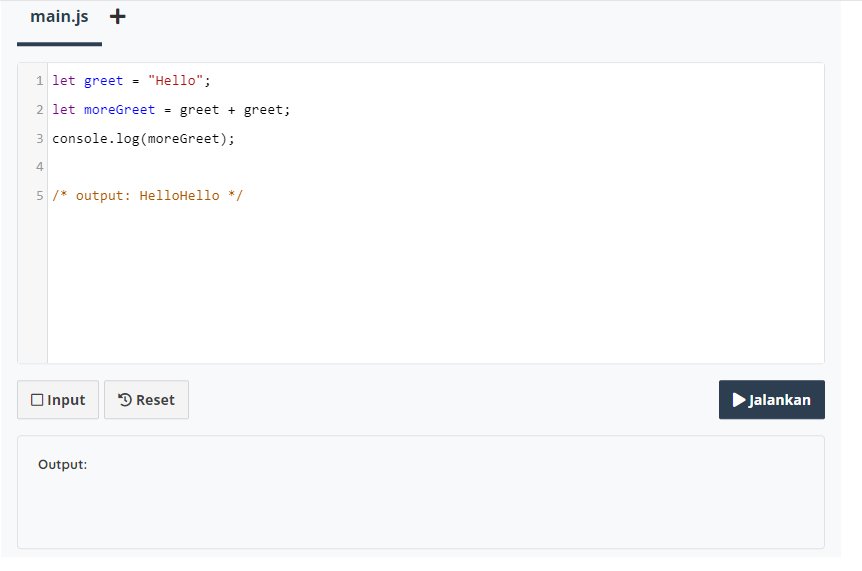 main.js +
1 let greet = "Hello";
2 let moreGreet = greet + greet;
3 console.log(moreGreet);
4
5 /* output: HelloHello */
Input Reset Jalankan
Output: